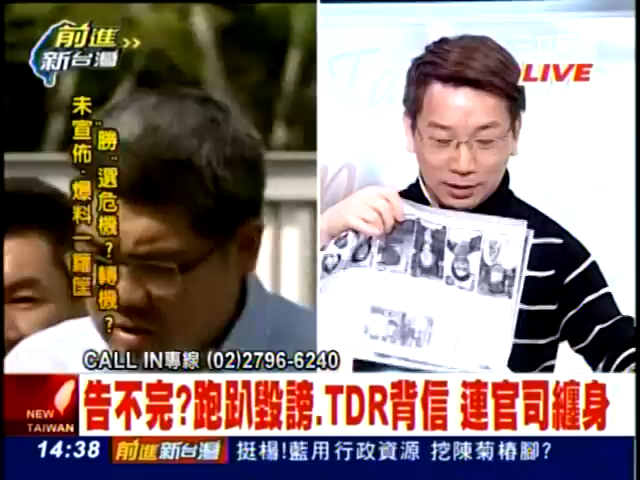 前進
新台灣
LIVE
"勝"選危機?轉機?
未宣佈.爆料一籮筐
CALL IN專線 (02)2796-6240
告不完?跑趴毀謗.TDR背信 連官司纏身
NEW
TAIWAN
14:38 前進新台灣 挺楊!藍用行政資源 挖陳菊樁腳?